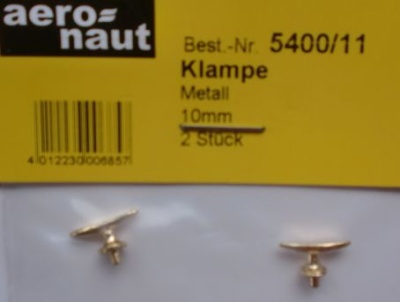 aero=
naut
Best.-Nr. 5400/11
Klampe
Metall
10mm
2 Stück
4 012230 006857